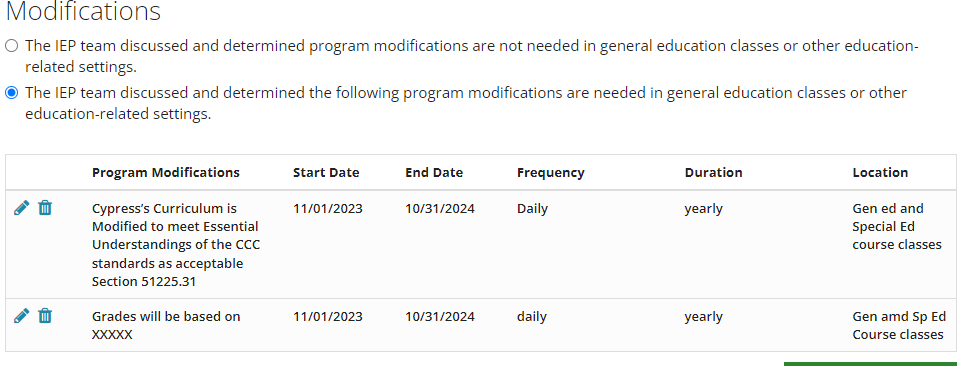 Modifications
The IEP team discussed and determined program modifications are not needed in general education classes or other education-
related settings.
The IEP team discussed and determined the following program modifications are needed in general education classes or other
education-related settings.
Program Modifications Start Date End Date Frequency Duration Location
Cypress’s Curriculum is 11/01/2023 10/31/2024 Daily yearly Gen ed and
Modified to meet Essential Special Ed
Understandings of the CCC course classes
standards as acceptable
Section 51225.31
Grades will be based on 11/01/2023 10/31/2024 daily yearly Gen amd Sp Ed
XXXXX Course classes